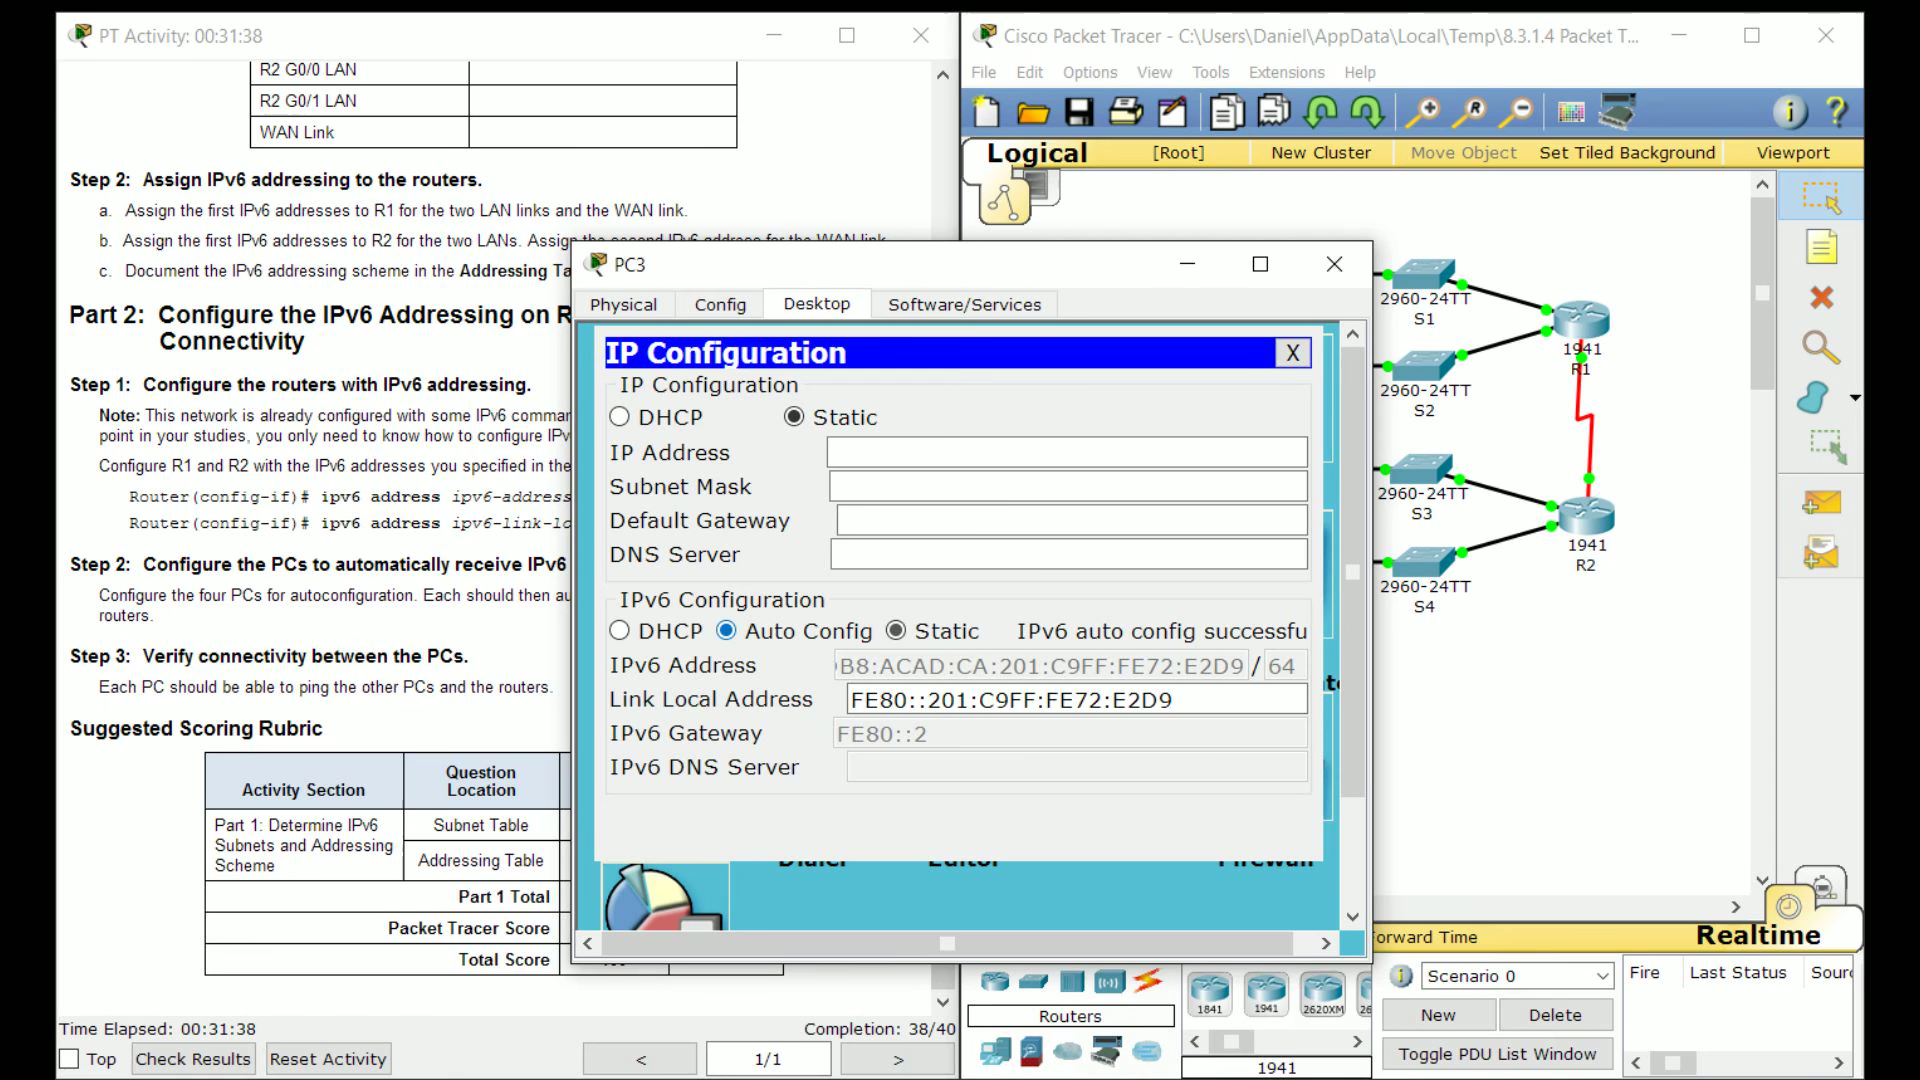 PT Activity: 00:31:38
R2 G0/0 LAN
R2 G0/1 LAN
WAN Link
Step 2: Assign IPv6 addressing to the routers.
a. Assign the first IPv6 addresses to R1 for the two LAN links and the WAN link.
b. Assign the first IPv6 addresses to R2 for the two LANs. Assign the second IPv6 address for the WAN link.
c. Document the IPv6 addressing scheme in the Addressing Ta
Part 2: Configure the IPv6 Addressing on R
Connectivity
Step 1: Configure the routers with IPv6 addressing.
Note: This network is already configured with some IPv6 comman
point in your studies, you only need to know how to configure IPv
Configure R1 and R2 with the IPv6 addresses you specified in the
Router(config-if)# ipv6 address ipv6-address
Router(config-if)# ipv6 address ipv6-link-lo
Step 2: Configure the PCs to automatically receive IPv6
Configure the four PCs for autoconfiguration. Each should then au
routers.
Step 3: Verify connectivity between the PCs.
Each PC should be able to ping the other PCs and the routers.
Suggested Scoring Rubric
Activity Section
Question Location
Part 1: Determine IPv6 Subnets and Addressing Scheme
Subnet Table
Addressing Table
Part 1 Total
Packet Tracer Score
Total Score
Time Elapsed: 00:31:38
Completion: 38/40
Top
Check Results
Reset Activity
<
1/1
>
PC3
Physical
Config
Desktop
Software/Services
IP Configuration
X
IP Configuration
DHCP
Static
IP Address
Subnet Mask
Default Gateway
DNS Server
IPv6 Configuration
DHCP
Auto Config
Static
IPv6 auto config successfu
IPv6 Address
B8:ACAD:CA:201:C9FF:FE72:E2D9 / 64
Link Local Address
FE80::201:C9FF:FE72:E2D9
IPv6 Gateway
FE80::2
IPv6 DNS Server
Dialer
Editor
Firewall
Cisco Packet Tracer - C:\Users\Daniel\AppData\Local\Temp\8.3.1.4 Packet T...
File Edit Options View Tools Extensions Help
Logical
[Root]
New Cluster
Move Object
Set Tiled Background
Viewport
2960-24TT
S1
1941
R1
2960-24TT
S2
2960-24TT
S3
1941
R2
2960-24TT
S4
Forward Time
Realtime
Routers
1841
1941
2620XM
26
1941
Scenario 0
New
Delete
Toggle PDU List Window
Fire
Last Status
Sour